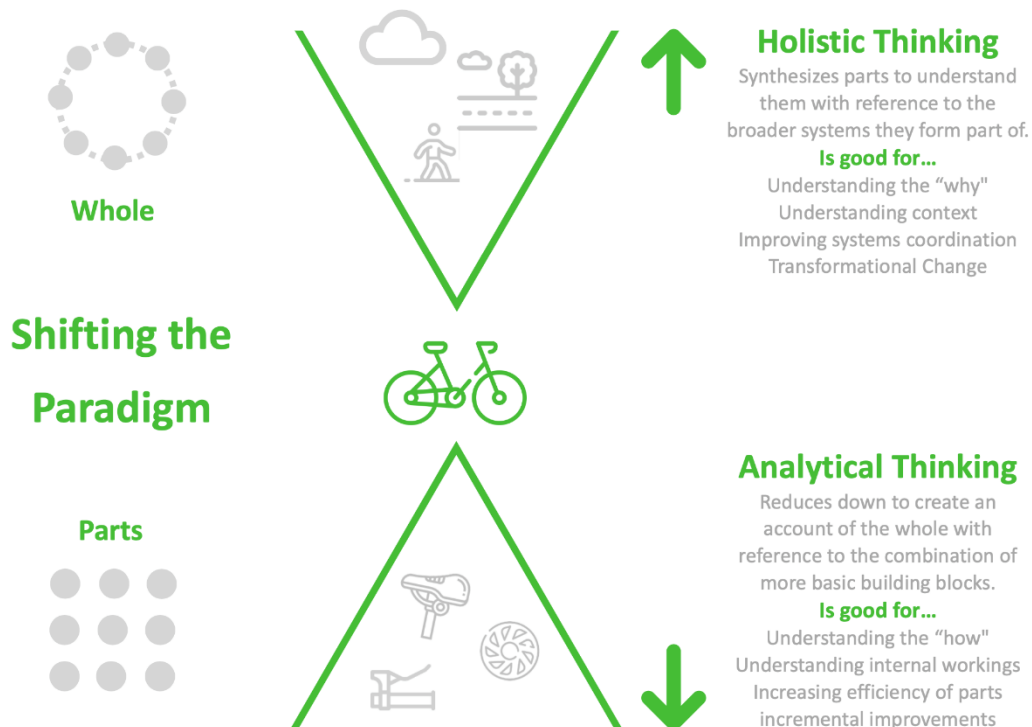 Whole
Shifting the
Paradigm
Parts
Holistic Thinking
Synthesizes parts to understand
them with reference to the
broader systems they form part of.
Is good for...
Understanding the “why"
Understanding context
Improving systems coordination
Transformational Change
Analytical Thinking
Reduces down to create an
account of the whole with
reference to the combination of
more basic building blocks.
Is good for...
Understanding the “how"
Understanding internal workings
Increasing efficiency of parts
incremental improvements